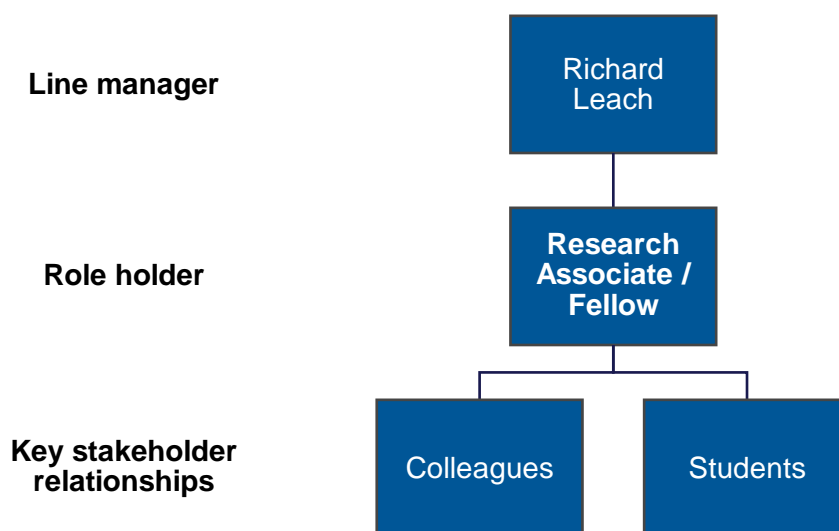 Line manager
Richard
Leach
Role holder
Research
Associate /
Fellow
Key stakeholder
relationships
Colleagues
Students